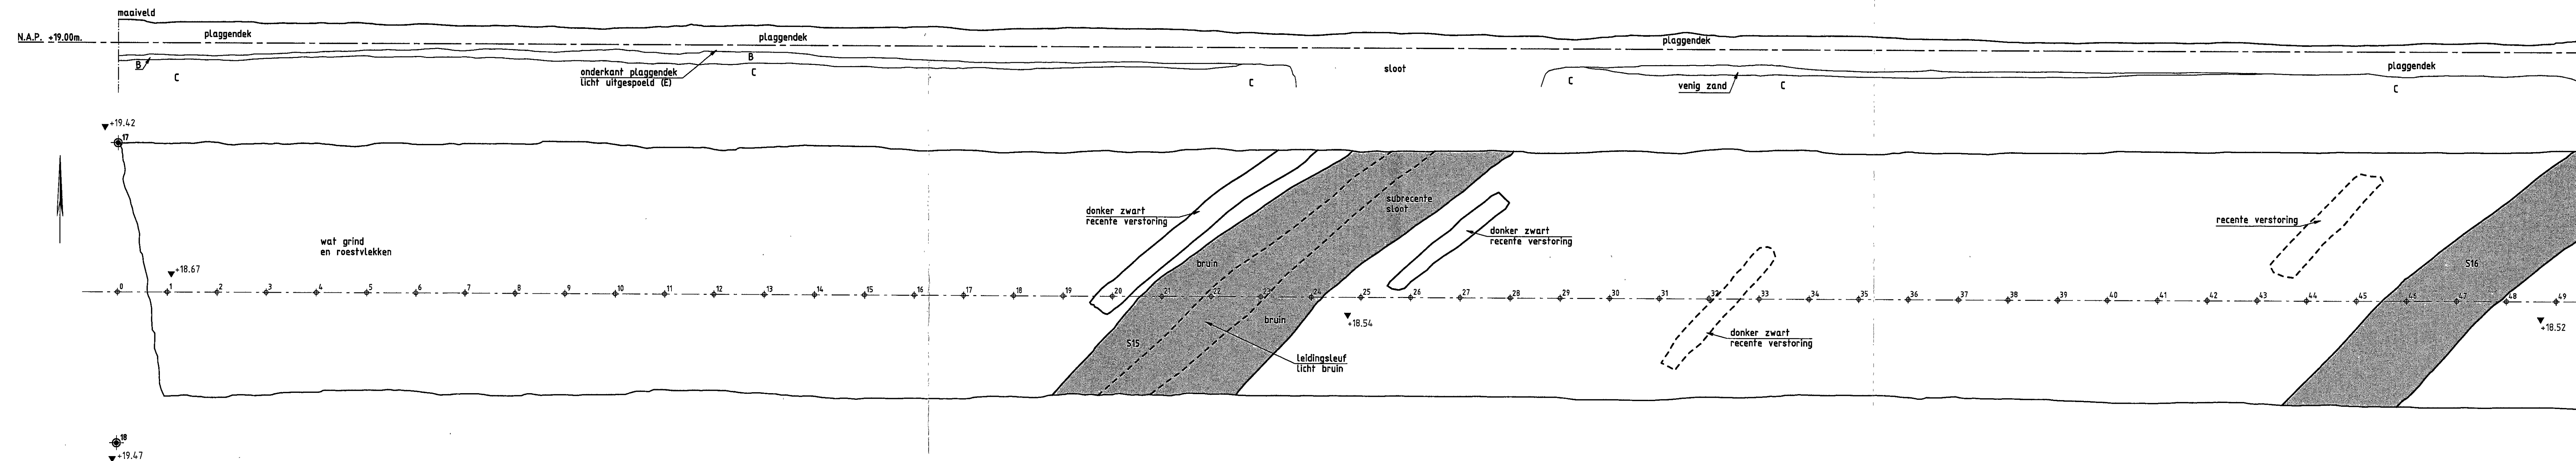 maaiveld
N.A.P. +19.00m.
plaggendek
plaggendek
plaggendek
B
C
onderkant plaggendek
licht uitgespoeld (E)
B
C
C
sloot
C
venig zand
C
plaggendek
C
+19.42
17
donker zwart
recente verstoring
subrecente
sloot
donker zwart
recente verstoring
recente verstoring
wat grind
en roestvlekken
bruin
S16
+18.67
0 1 2 3 4 5 6 7 8 9 10 11 12 13 14 15 16 17 18 19 20 21 22 23 24 25 26 27 28 29 30 31 32 33 34 35 36 37 38 39 40 41 42 43 44 45 46 47 48 49
bruin
+18.54
+18.52
S15
donker zwart
recente verstoring
leidingsleuf
licht bruin
18
+19.47